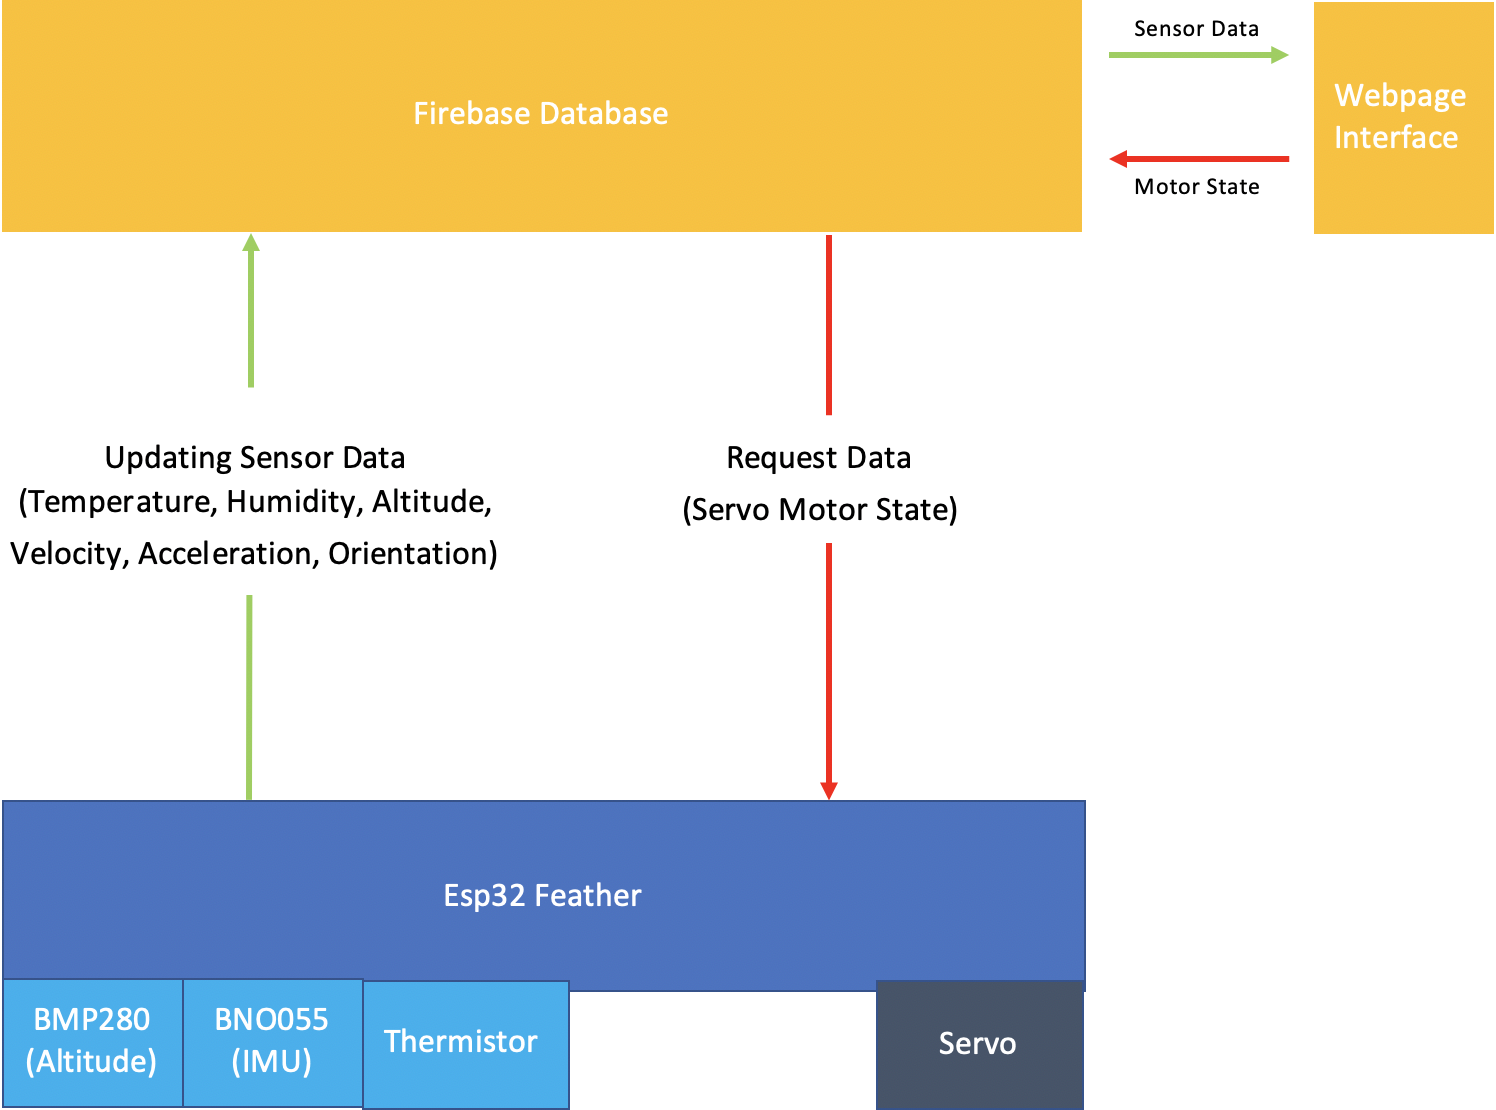 Firebase Database
Sensor Data
Webpage
Interface
Motor State
Updating Sensor Data
(Temperature, Humidity, Altitude,
Velocity, Acceleration, Orientation)
Request Data
(Servo Motor State)
Esp32 Feather
BMP280
(Altitude)
BNO055
(IMU)
Thermistor
Servo